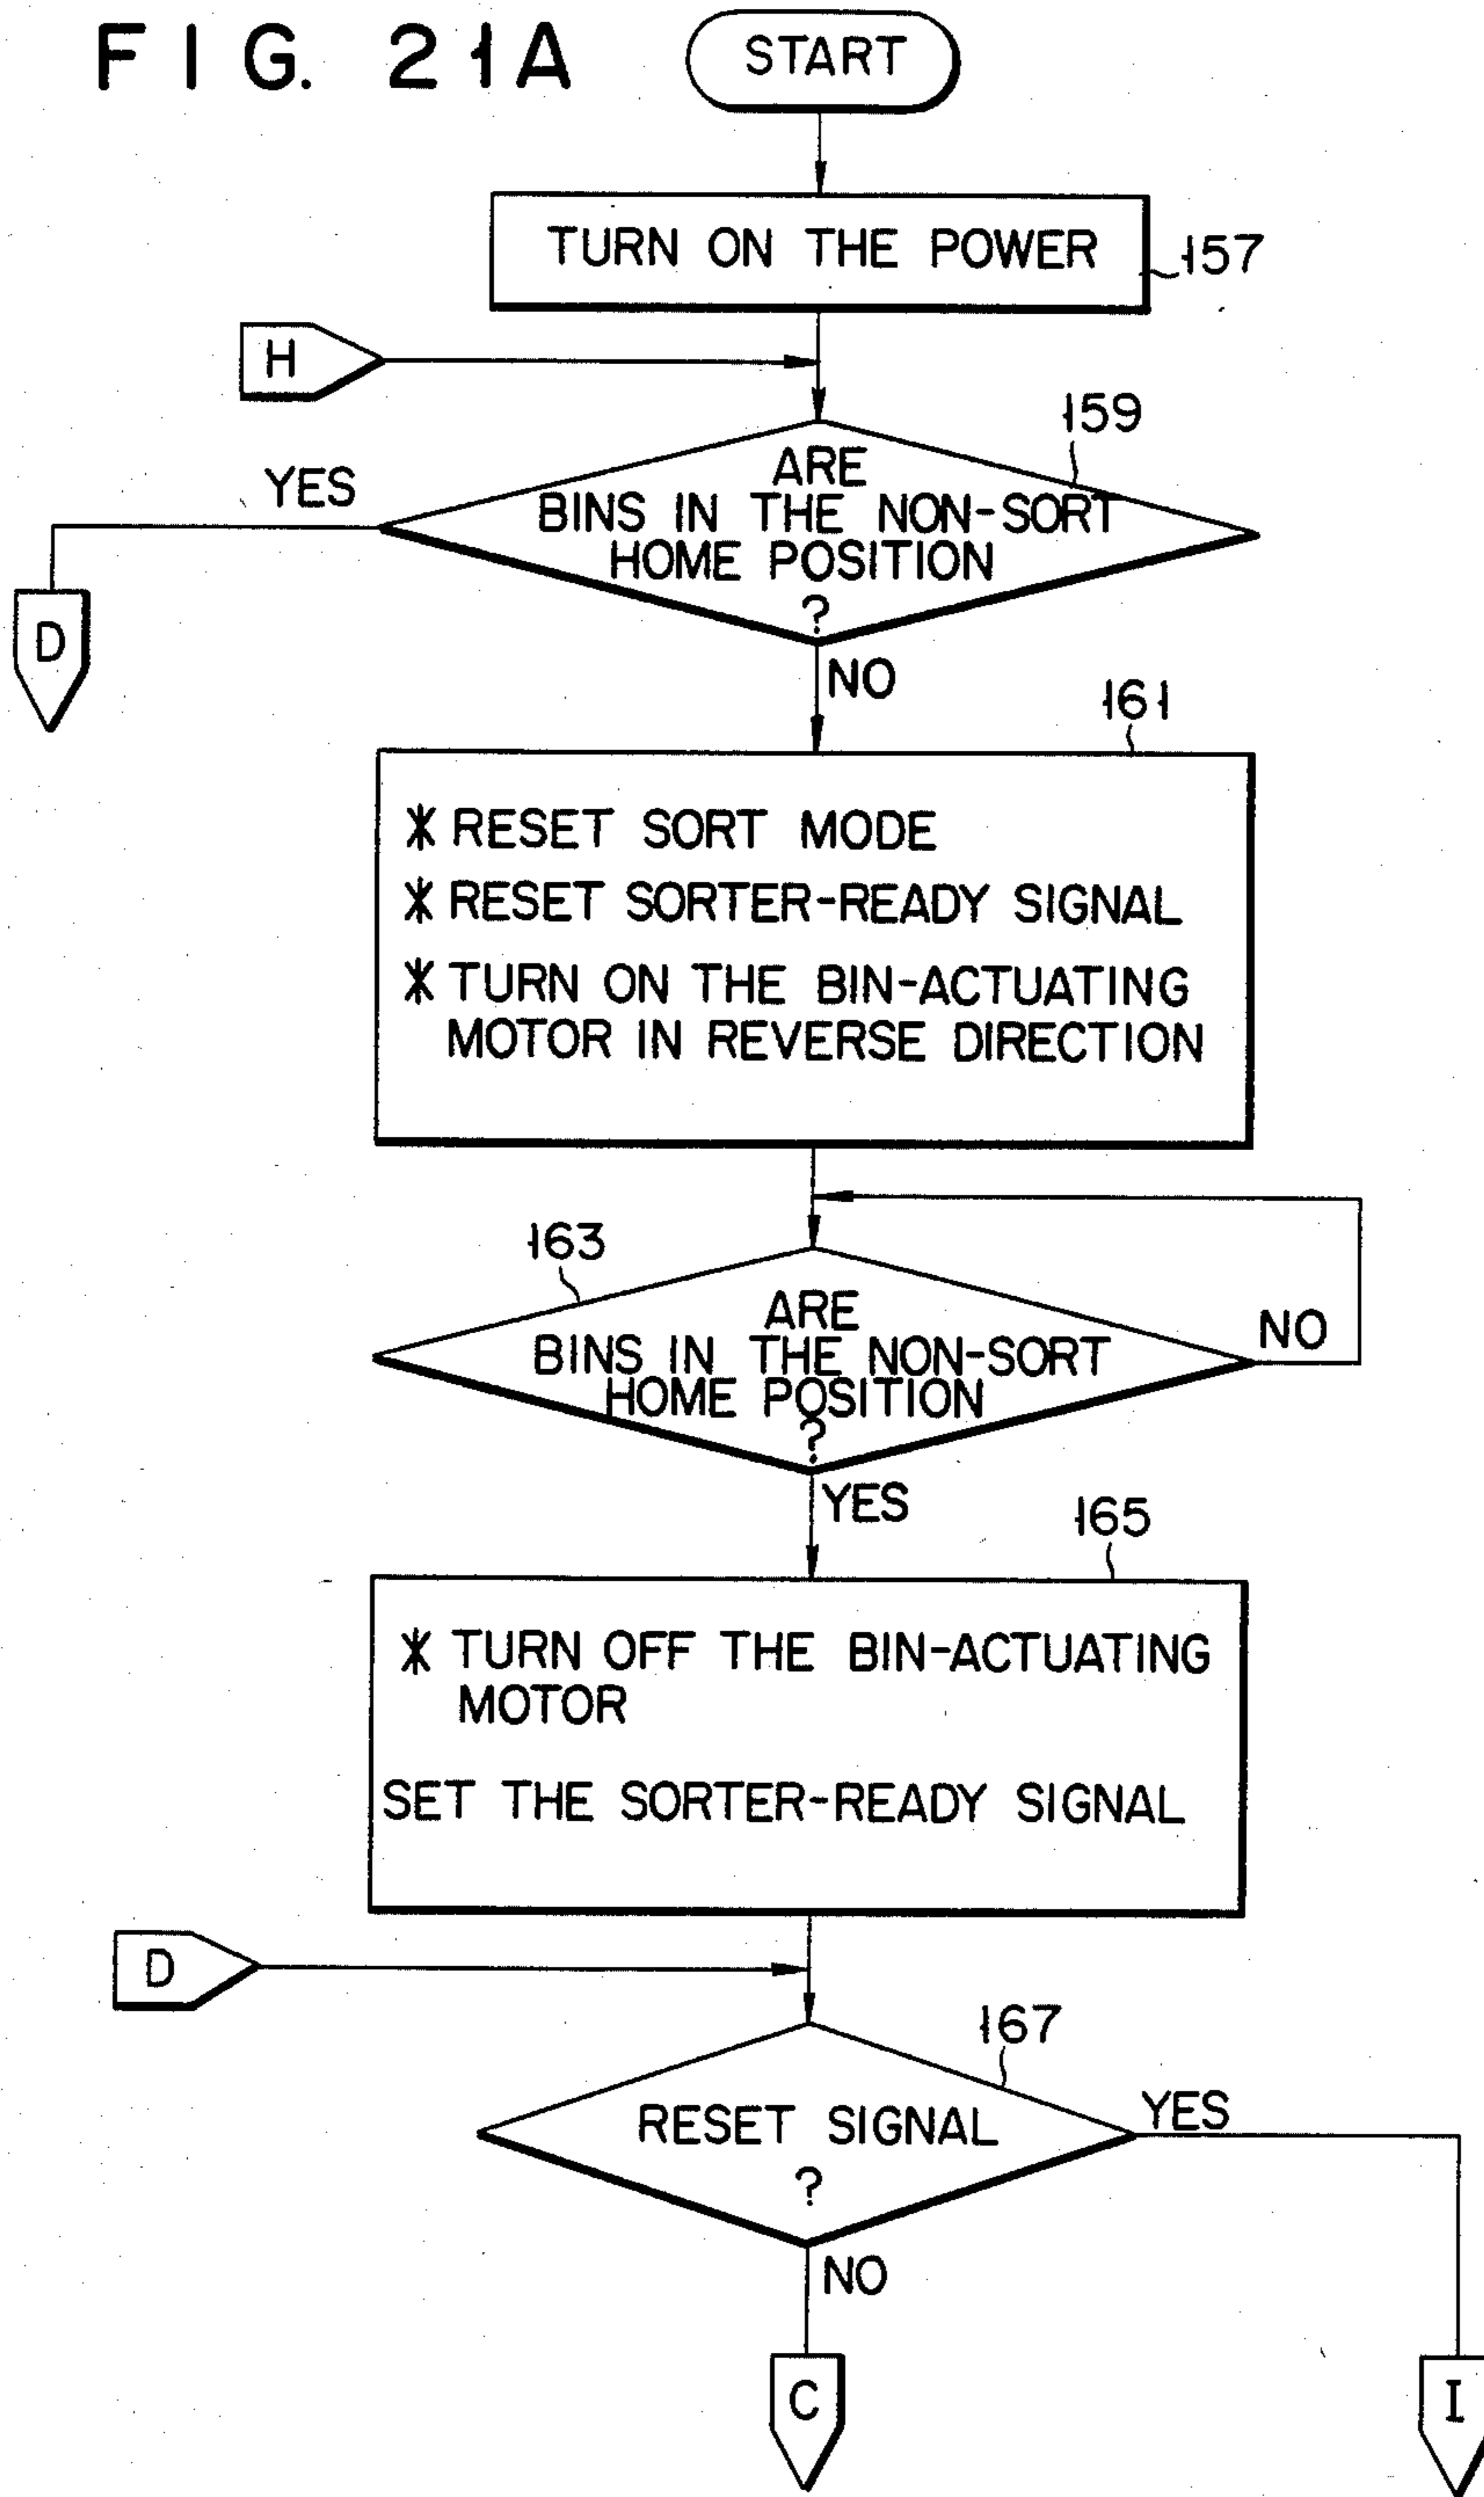 FIG. 21A
START
TURN ON THE POWER
157
H
159
YES
ARE
BINS IN THE NON-SORT
HOME POSITION
?
D
NO
161
* RESET SORT MODE
* RESET SORTER-READY SIGNAL
* TURN ON THE BIN-ACTUATING
MOTOR IN REVERSE DIRECTION
163
ARE
BINS IN THE NON-SORT
HOME POSITION
?
NO
YES
165
* TURN OFF THE BIN-ACTUATING
MOTOR
SET THE SORTER-READY SIGNAL
D
167
RESET SIGNAL
?
YES
NO
C
I